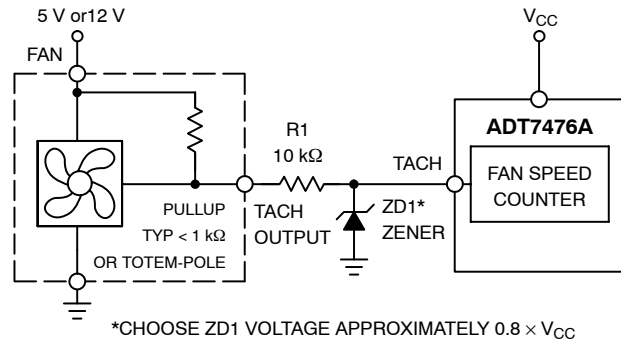 5 V or12 V
FAN
VCC
R1
10 kΩ
ADT7476A
TACH
FAN SPEED
COUNTER
PULLUP
TYP < 1 kΩ
OR TOTEM-POLE
TACH
OUTPUT
ZD1*
ZENER
*CHOOSE ZD1 VOLTAGE APPROXIMATELY 0.8 × VCC